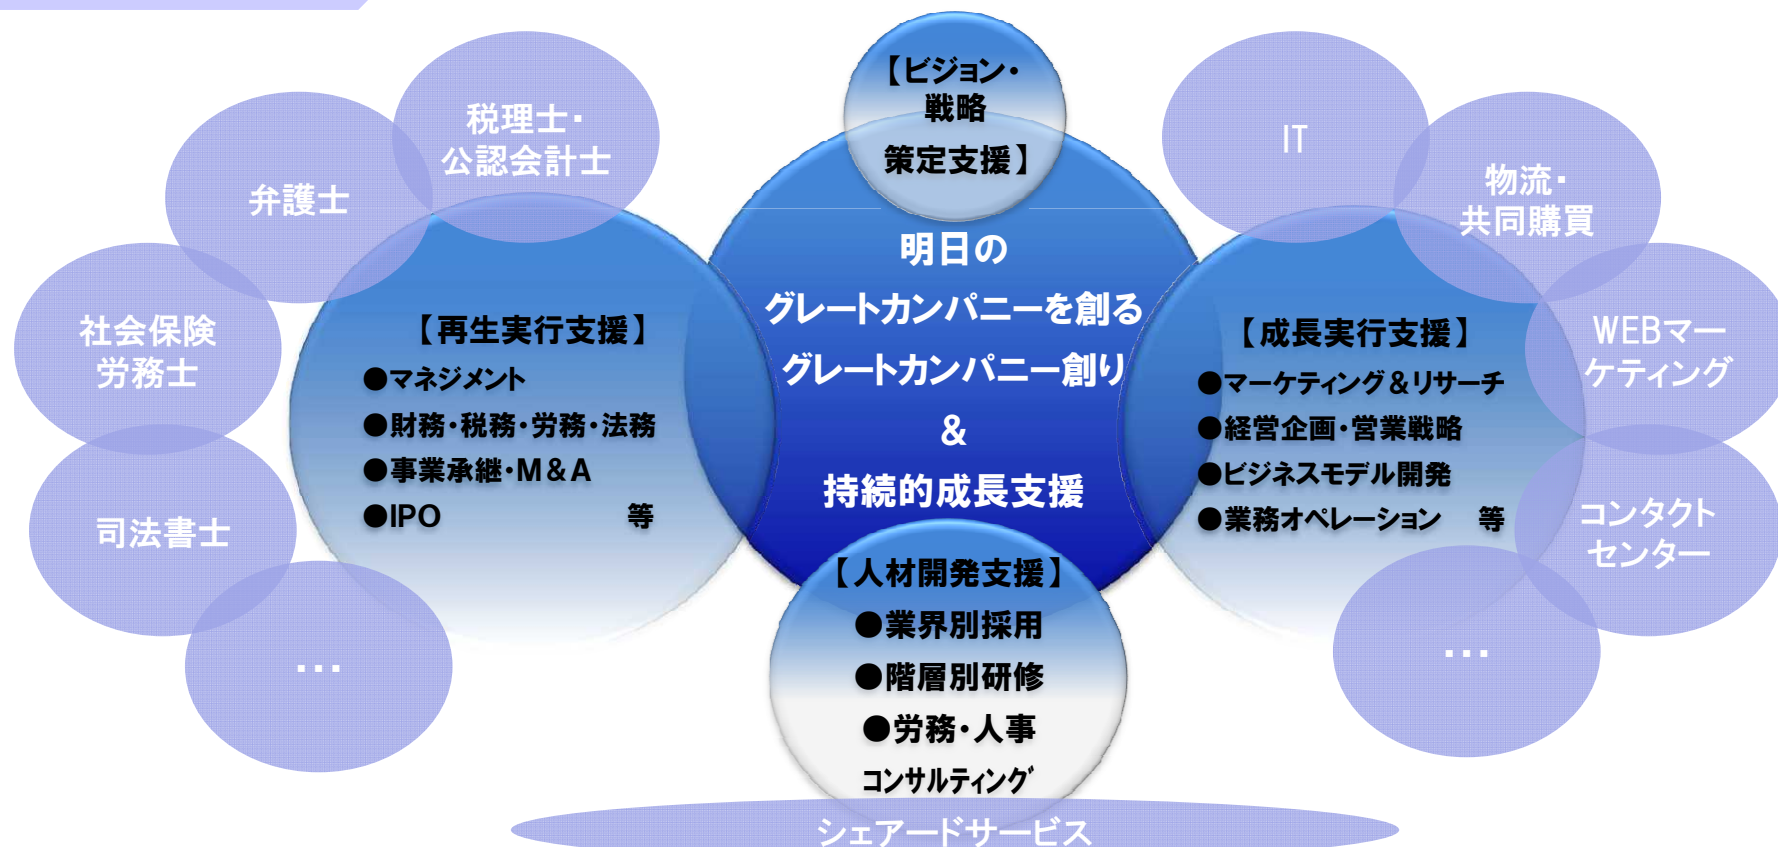 【ビジョン・
戦略
策定支援】
明日の
グレートカンパニーを創る
グレートカンパニー創り
&
持続的成長支援
税理士・
公認会計士
弁護士
社会保険
労務士
司法書士
...
【再生実行支援】
●マネジメント
●財務・税務・労務・法務
●事業承継・M&A
●IPO 等
【人材開発支援】
●業界別採用
●階層別研修
●労務・人事
コンサルティング
シェアードサービス
【成長実行支援】
●マーケティング&リサーチ
●経営企画・営業戦略
●ビジネスモデル開発
●業務オペレーション 等
IT
物流・
共同購買
WEBマー
ケティング
コンタクト
センター
...